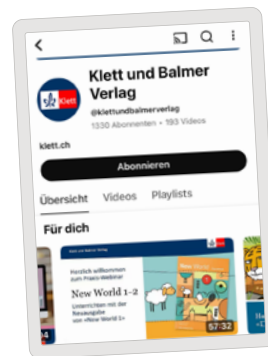 Klett und Balmer
Verlag
@klettundbalmerverlag
1330 Abonnenten • 193 Videos
klett.ch
Abonnieren
Übersicht Videos Playlists
Für dich
Klett und Balmer Verlag
Herzlich willkommen
zum Praxis-Webinar
New World 1-2
Unterrichten mit der
Neuausgabe
von «New World 1»
New World
57:32